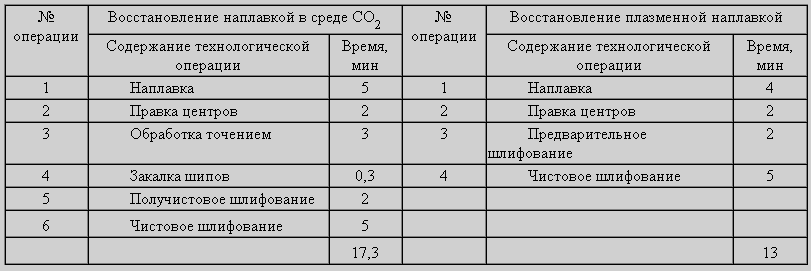 № операции Восстановление наплавкой в среде CO2 № операции Восстановление плазменной наплавкой
Содержание технологической операции Время, мин Содержание технологической операции Время, мин
1 Наплавка 5 1 Наплавка 4
2 Правка центров 2 2 Правка центров 2
3 Обработка точением 3 3 Предварительное шлифование 2
4 Закалка шипов 0,3 4 Чистовое шлифование 5
5 Получистовое шлифование 2
6 Чистовое шлифование 5
17,3 13